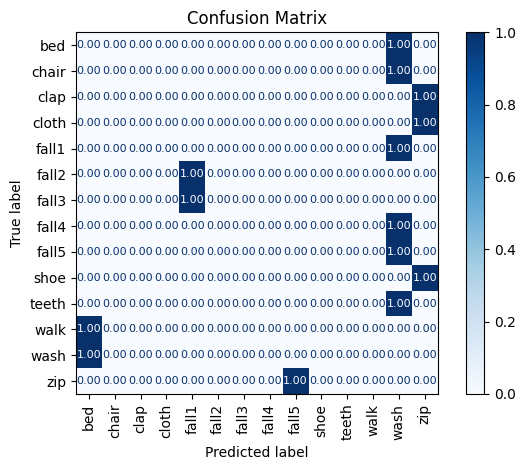 Confusion Matrix
True label
bed 0.00 0.00 0.00 0.00 0.00 0.00 0.00 0.00 0.00 0.00 0.00 0.00 1.00 0.00
chair 0.00 0.00 0.00 0.00 0.00 0.00 0.00 0.00 0.00 0.00 0.00 0.00 1.00 0.00
clap 0.00 0.00 0.00 0.00 0.00 0.00 0.00 0.00 0.00 0.00 0.00 0.00 0.00 1.00
cloth 0.00 0.00 0.00 0.00 0.00 0.00 0.00 0.00 0.00 0.00 0.00 0.00 0.00 1.00
fall1 0.00 0.00 0.00 0.00 0.00 0.00 0.00 0.00 0.00 0.00 0.00 0.00 1.00 0.00
fall2 0.00 0.00 0.00 0.00 1.00 0.00 0.00 0.00 0.00 0.00 0.00 0.00 0.00 0.00
fall3 0.00 0.00 0.00 0.00 1.00 0.00 0.00 0.00 0.00 0.00 0.00 0.00 0.00 0.00
fall4 0.00 0.00 0.00 0.00 0.00 0.00 0.00 0.00 0.00 0.00 0.00 0.00 1.00 0.00
fall5 0.00 0.00 0.00 0.00 0.00 0.00 0.00 0.00 0.00 0.00 0.00 0.00 1.00 0.00
shoe 0.00 0.00 0.00 0.00 0.00 0.00 0.00 0.00 0.00 0.00 0.00 0.00 0.00 1.00
teeth 0.00 0.00 0.00 0.00 0.00 0.00 0.00 0.00 0.00 0.00 0.00 0.00 1.00 0.00
walk 1.00 0.00 0.00 0.00 0.00 0.00 0.00 0.00 0.00 0.00 0.00 0.00 0.00 0.00
wash 1.00 0.00 0.00 0.00 0.00 0.00 0.00 0.00 0.00 0.00 0.00 0.00 0.00 0.00
zip 0.00 0.00 0.00 0.00 0.00 0.00 0.00 0.00 1.00 0.00 0.00 0.00 0.00 0.00
bed chair clap cloth fall1 fall2 fall3 fall4 fall5 shoe teeth walk wash zip
Predicted label
1.0
0.8
0.6
0.4
0.2
0.0